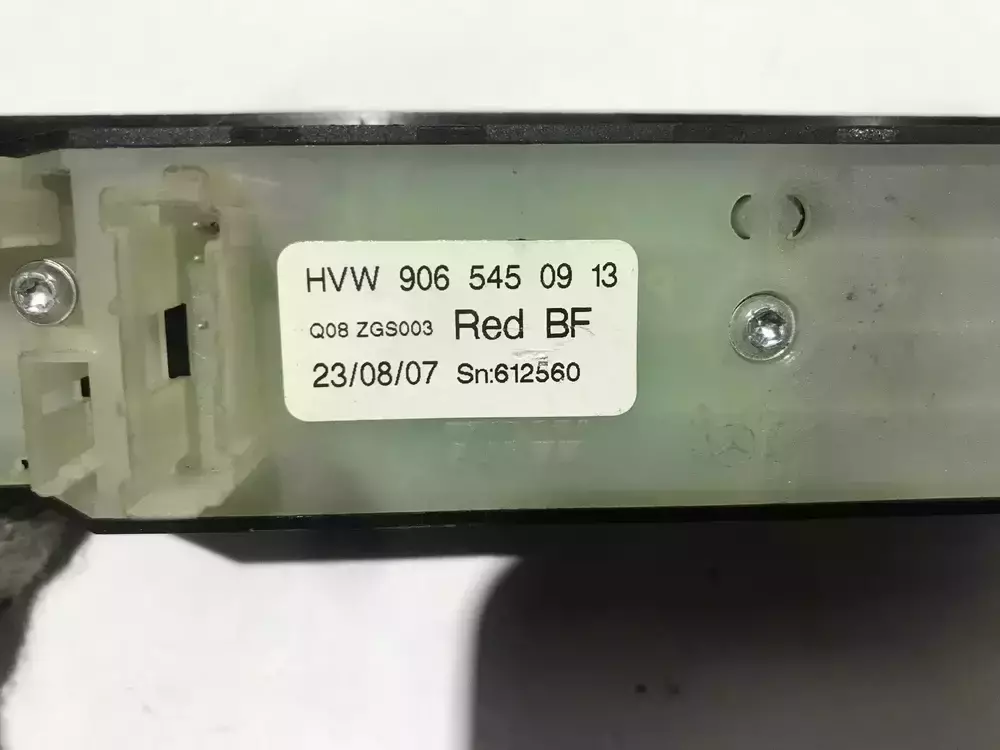 HVW 906 545 09 13
Q08 ZGS003 Red BF
23/08/07 Sn:612560